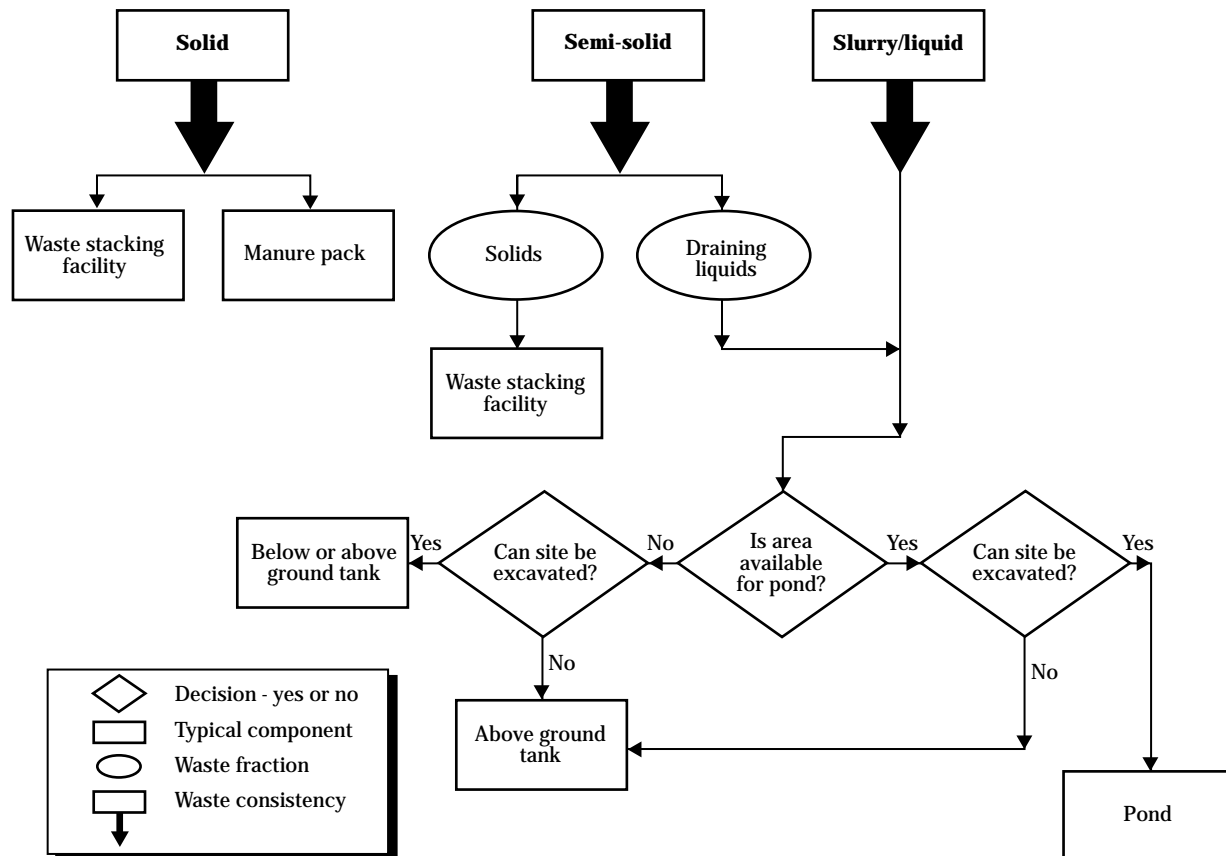 Solid
Semi-solid
Slurry/liquid
Waste stacking
facility
Manure pack
Solids
Draining
liquids
Waste stacking
facility
Below or above
ground tank
Yes
Can site be
excavated?
No
Is area
available
for pond?
Yes
Can site be
excavated?
Yes
No
No
Above ground
tank
Pond
Decision - yes or no
Typical component
Waste fraction
Waste consistency